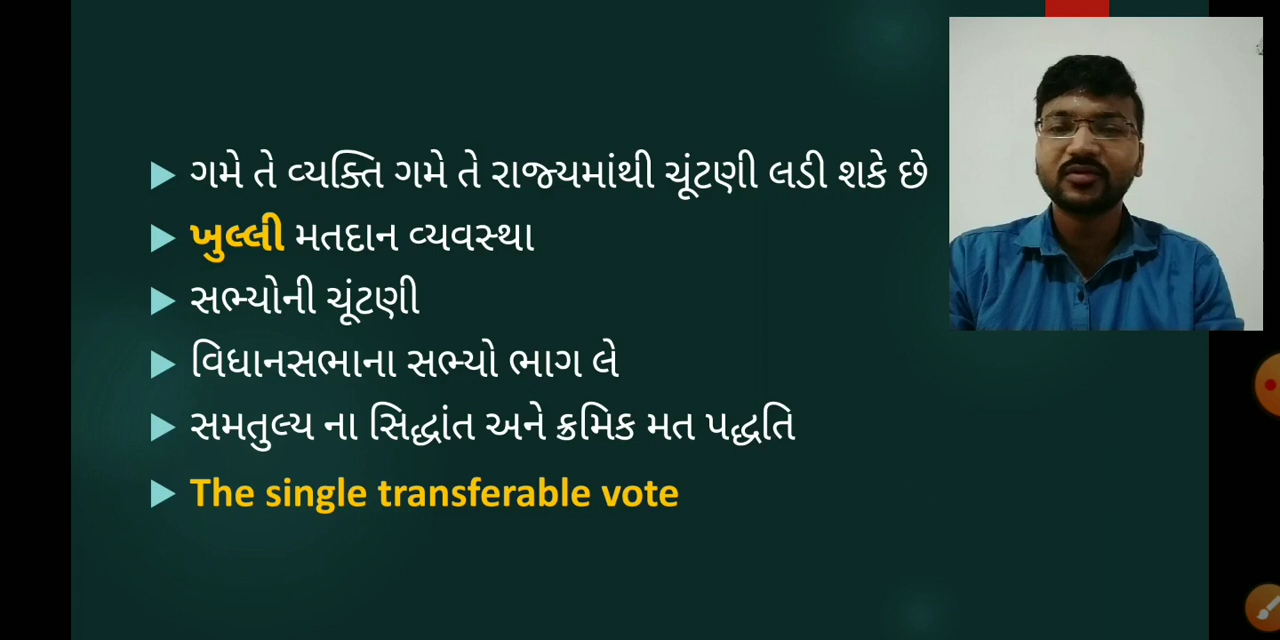 ગમે તે વ્યક્તિ ગમે તે રાજ્યમાંથી ચૂંટણી લડી શકે છે
ખુલ્લી મતદાન વ્યવસ્થા
સભ્યોની ચૂંટણી
વિધાનસભાના સભ્યો ભાગ લે
સમતુલ્ય ના સિદ્ધાંત અને ક્રમિક મત પદ્ધતિ
The single transferable vote